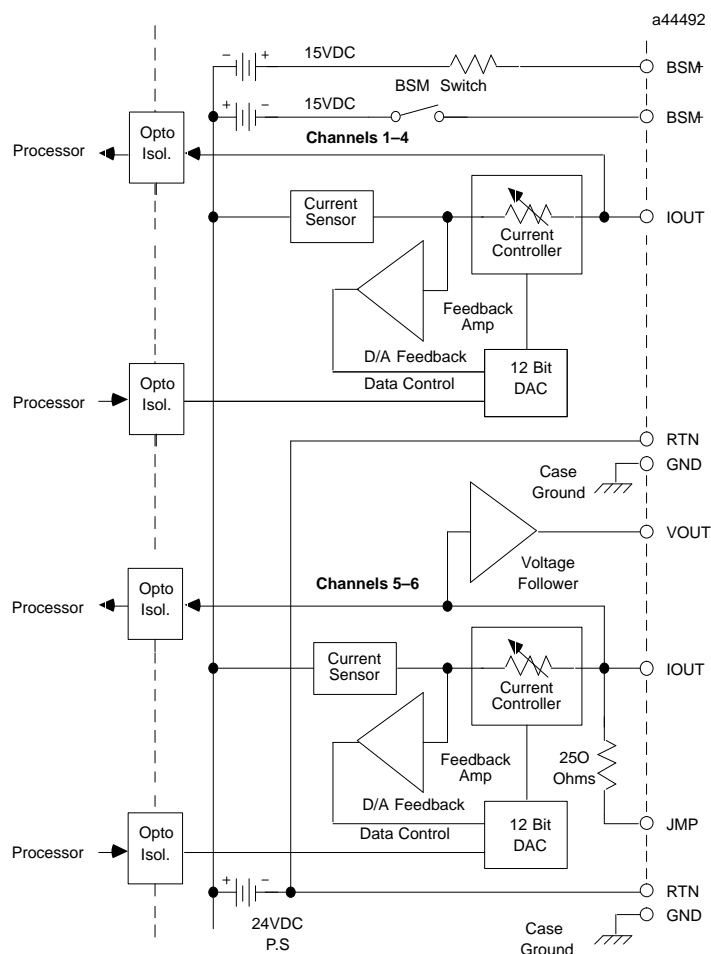 a44492
− + 15VDC BSM+
BSM Switch
+ − 15VDC BSM+
Channels 1–4
Opto
Isol.
Processor
Current
Sensor
IOUT
Current
Controller
Feedback
Amp
D/A Feedback
Data Control
12 Bit
DAC
Opto
Isol.
Processor
RTN
GND
Case
Ground
VOUT
Voltage
Follower
Channels 5–6
Opto
Isol.
Processor
Current
Sensor
IOUT
Current
Controller
Feedback
Amp
25O
Ohms
D/A Feedback
Data Control
12 Bit
DAC
JMP
Opto
Isol.
Processor
+ −
RTN
24VDC
P.S
GND
Case
Ground